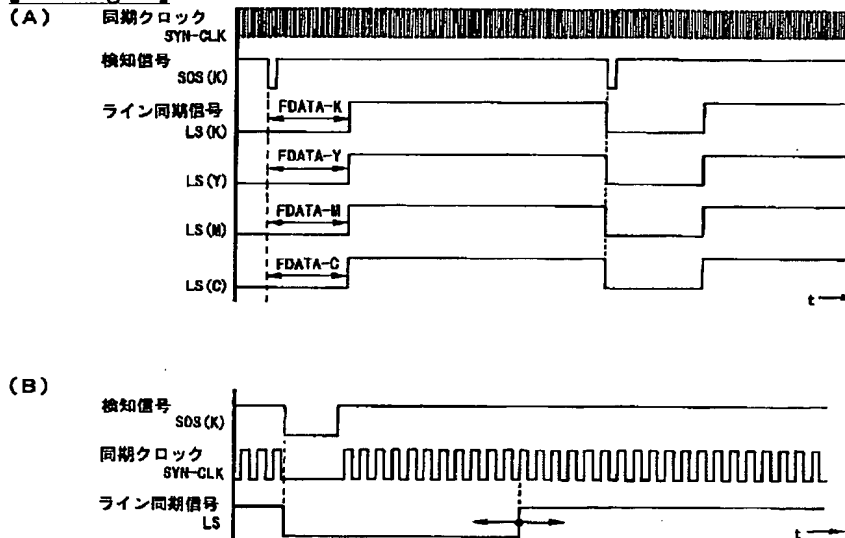 (A)
同期クロック
SYN-CLK
検知信号
SOS(K)
ライン同期信号
LS(K)
FDATA-K
LS(Y)
FDATA-Y
LS(M)
FDATA-M
LS(C)
FDATA-C
t
(B)
検知信号
SOS(K)
同期クロック
SYN-CLK
ライン同期信号
LS
t